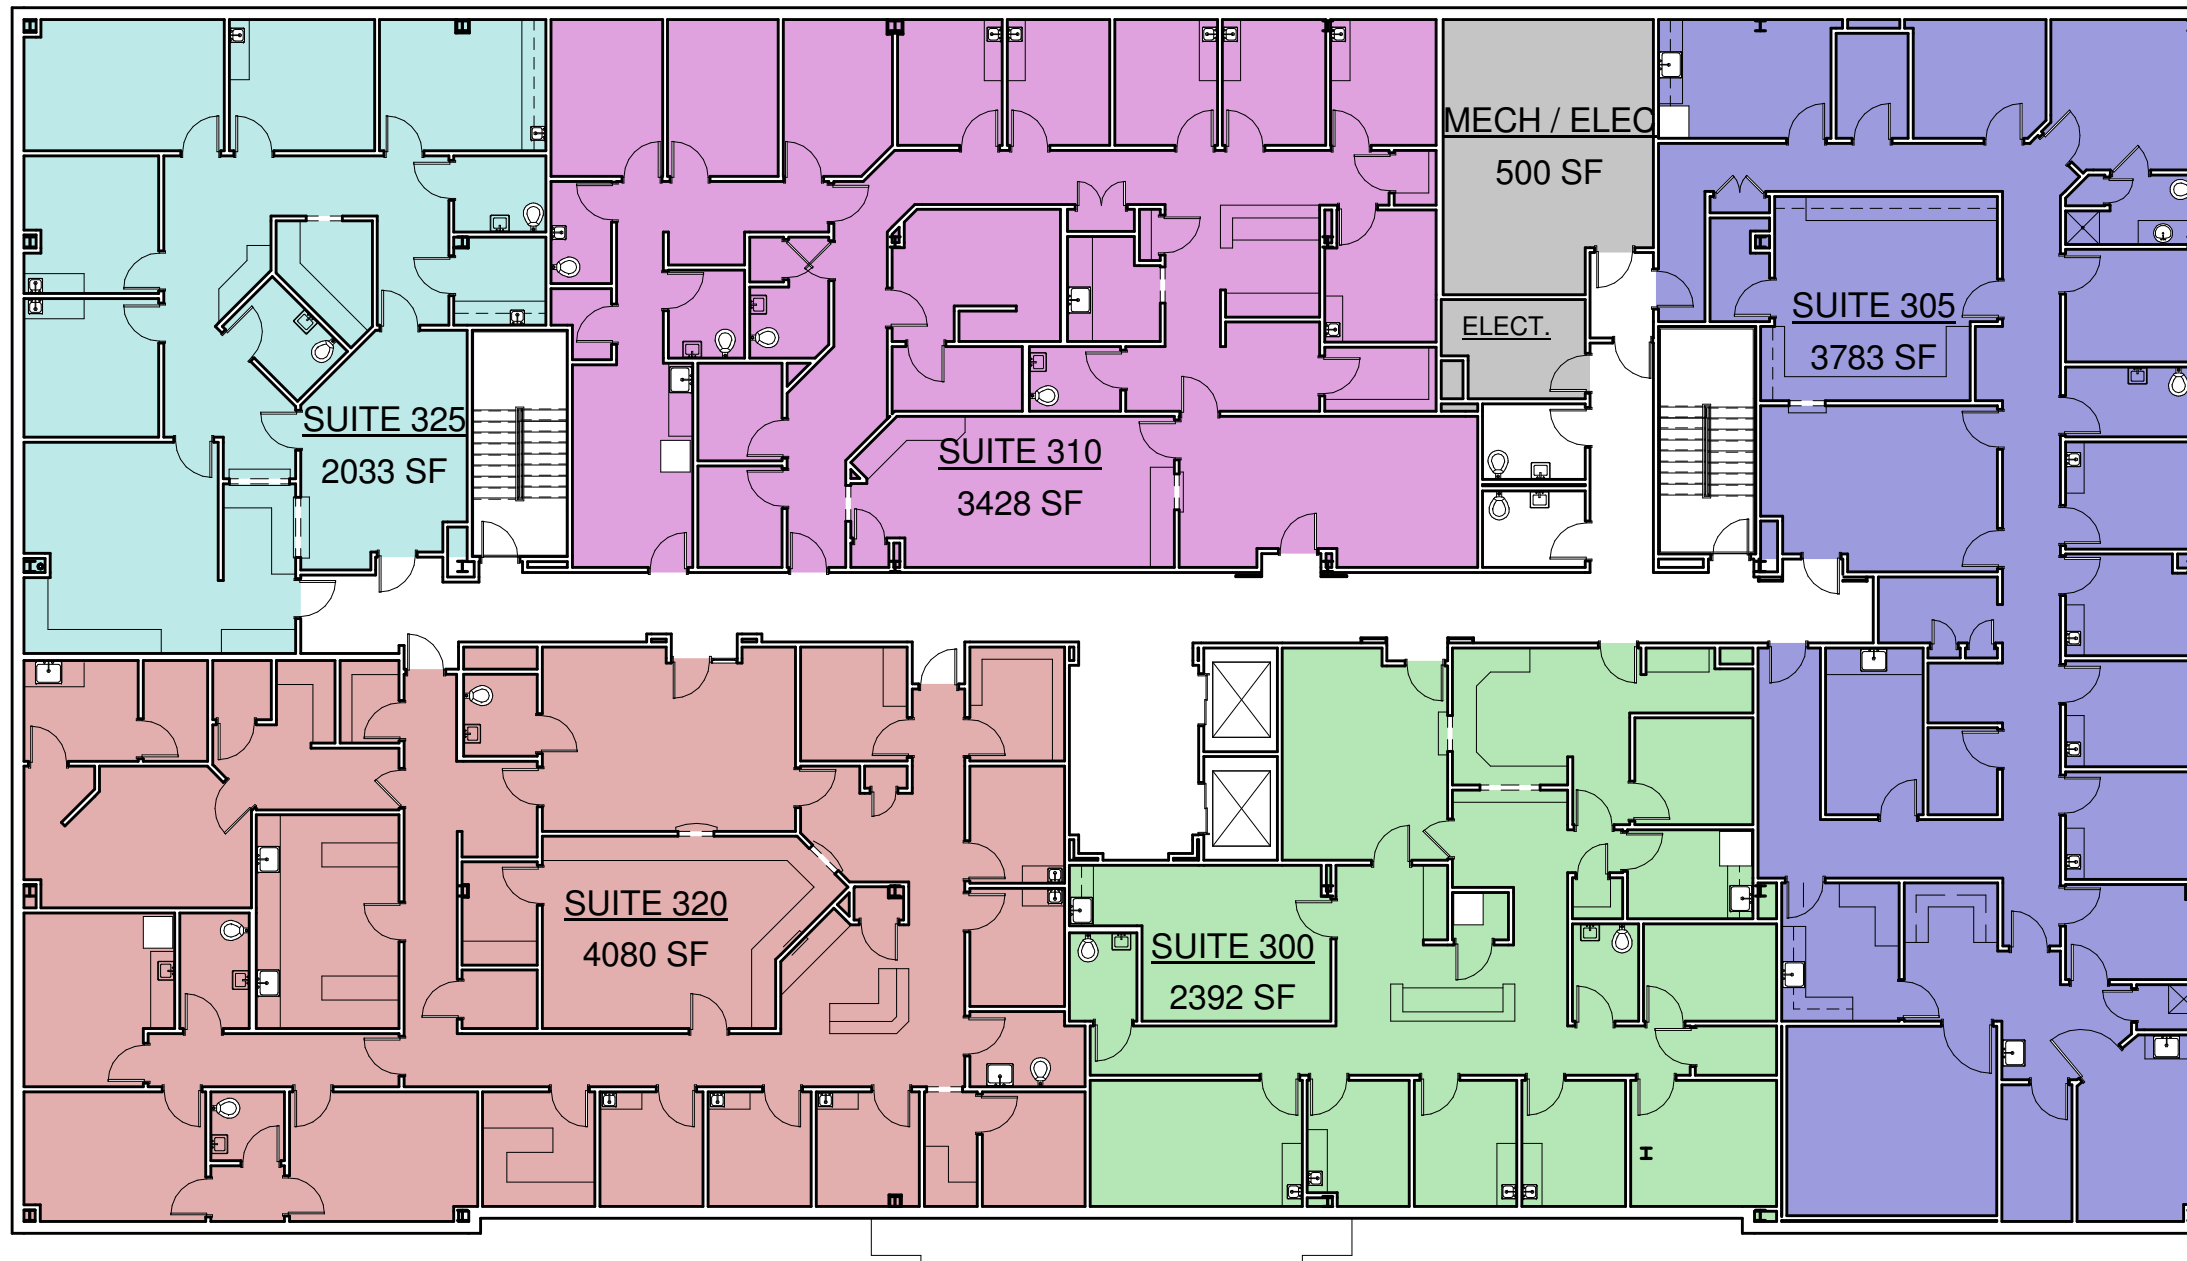 MECH / ELEC
500 SF
ELECT.
SUITE 305
3783 SF
SUITE 325
2033 SF
SUITE 310
3428 SF
SUITE 320
4080 SF
SUITE 300
2392 SF